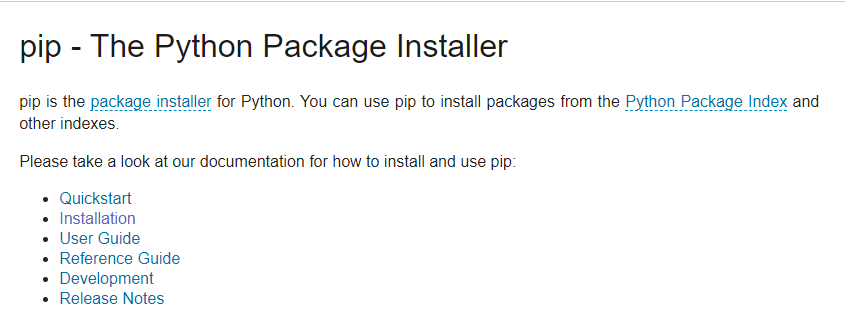 pip - The Python Package Installer
pip is the package installer for Python. You can use pip to install packages from the Python Package Index and
other indexes.
Please take a look at our documentation for how to install and use pip:
Quickstart
Installation
User Guide
Reference Guide
Development
Release Notes